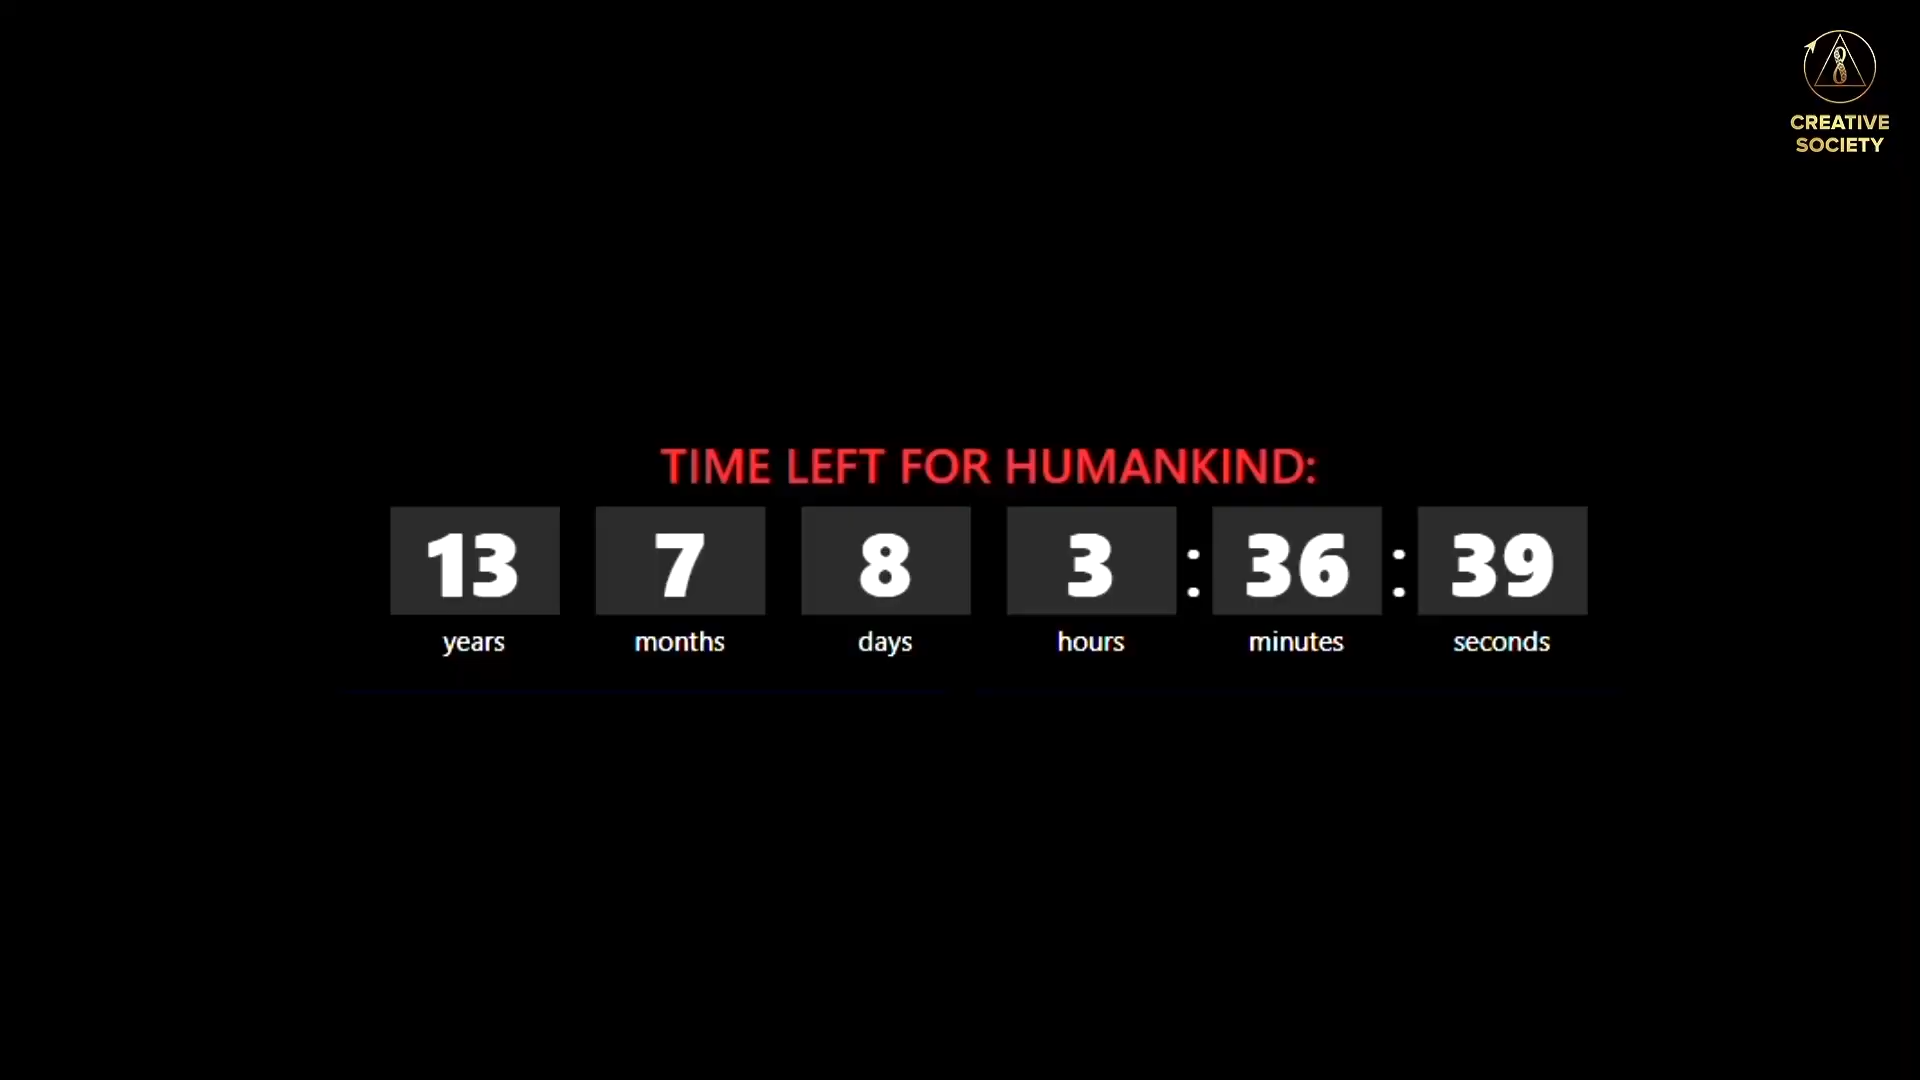 CREATIVE
SOCIETY
TIME LEFT FOR HUMANKIND:
13 7 8 3 : 36 : 39
years months days hours minutes seconds